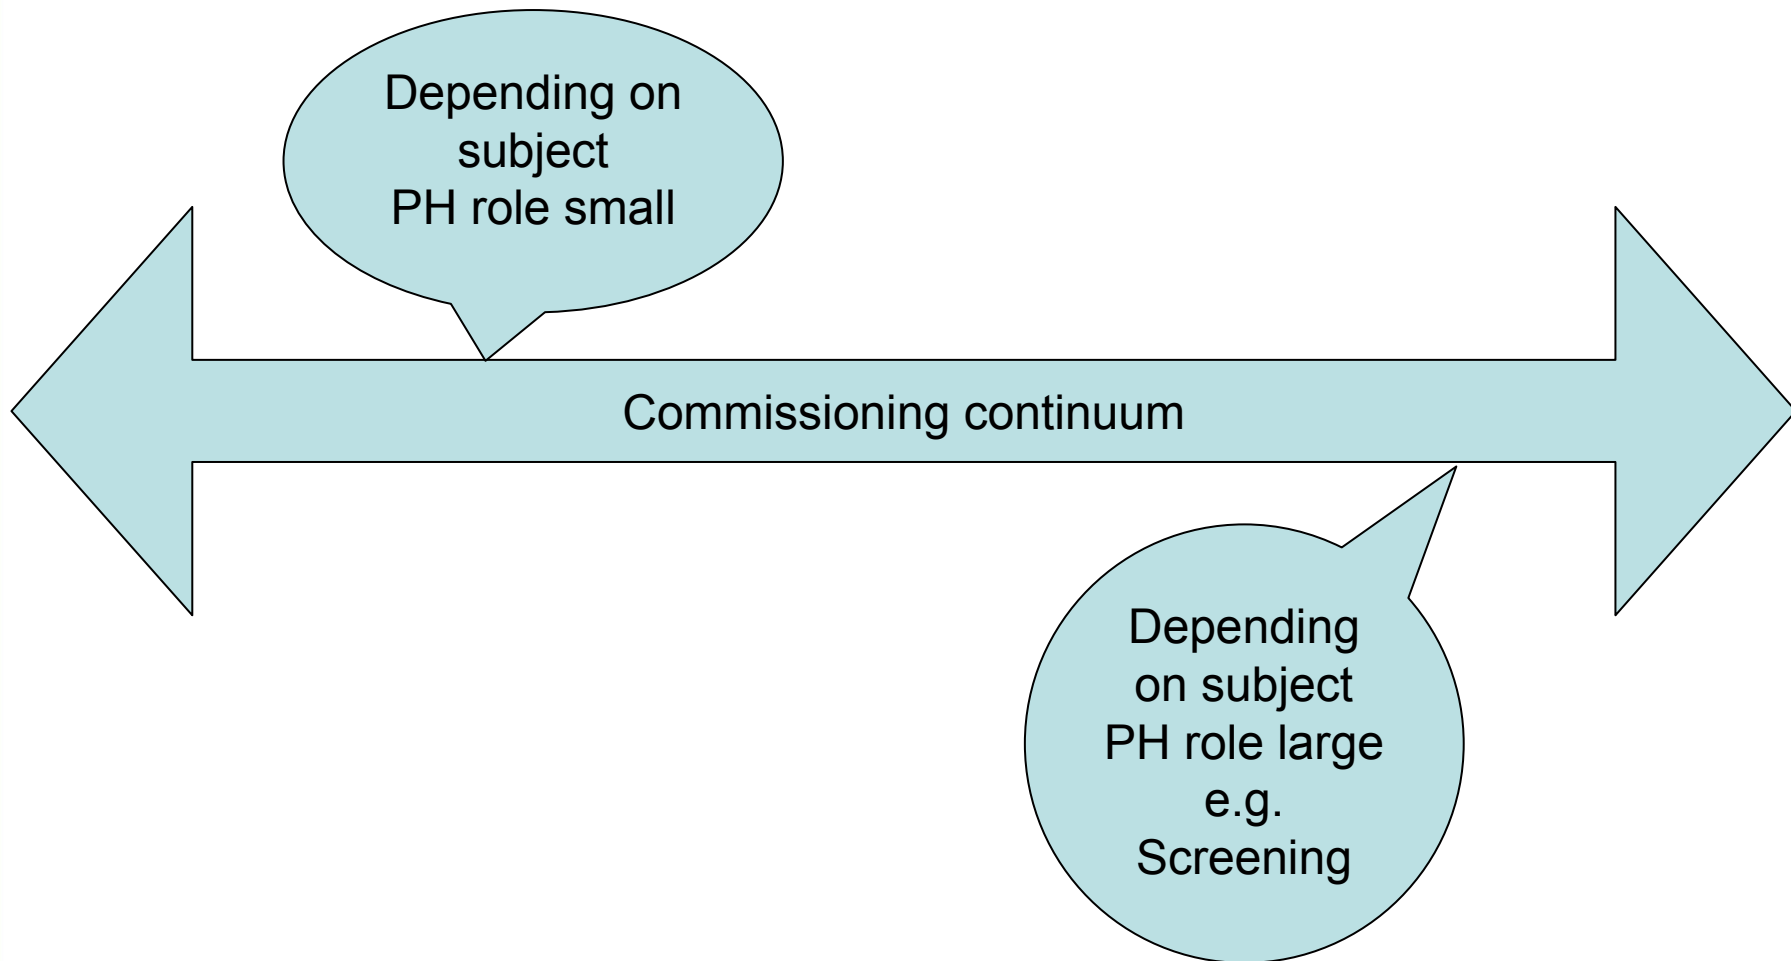 Depending on
subject
PH role small
Commissioning continuum
Depending
on subject
PH role large
e.g.
Screening